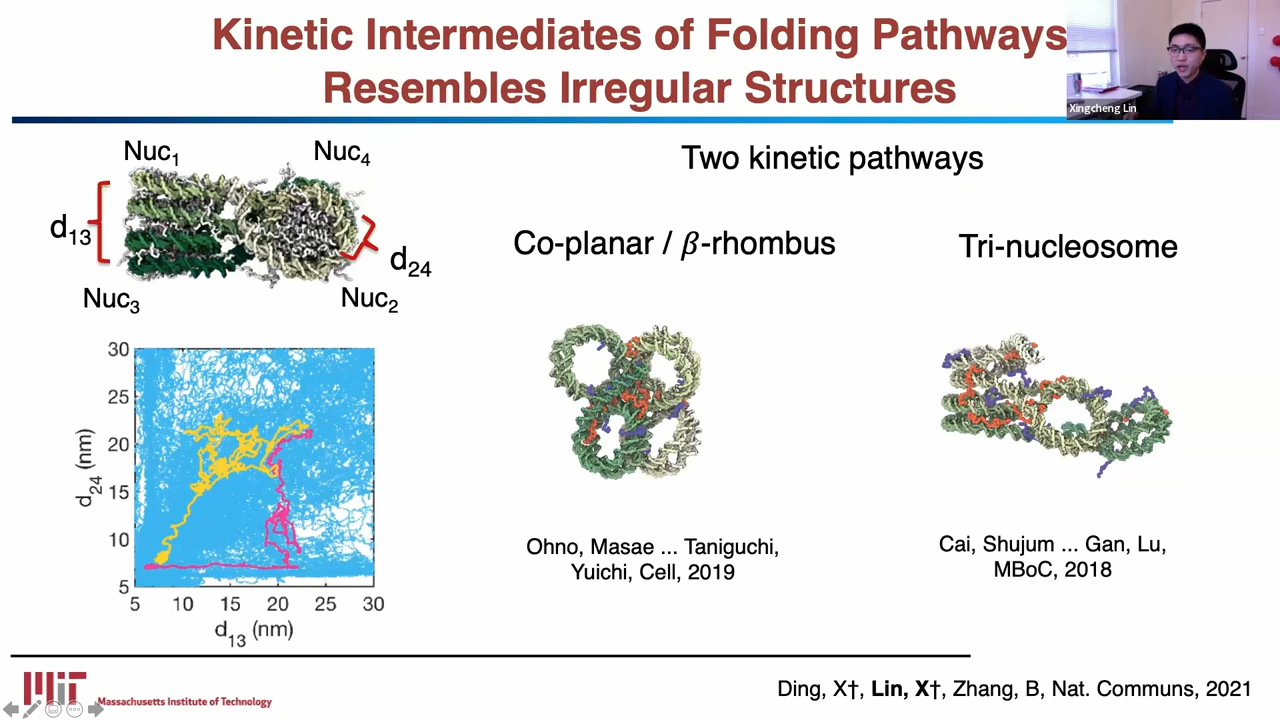 Kinetic Intermediates of Folding Pathways
Resembles Irregular Structures
Xingcheng Lin
Nuc1
Nuc4
d13
d24
Nuc3
Nuc2
Two kinetic pathways
Co-planar / β-rhombus
Tri-nucleosome
30
25
20
15
10
5
d24 (nm)
5 10 15 20 25 30
d13 (nm)
Ohno, Masae ... Taniguchi,
Yuichi, Cell, 2019
Cai, Shujum ... Gan, Lu,
MBoC, 2018
MIT
Massachusetts Institute of Technology
Ding, X†, Lin, X†, Zhang, B, Nat. Communs, 2021